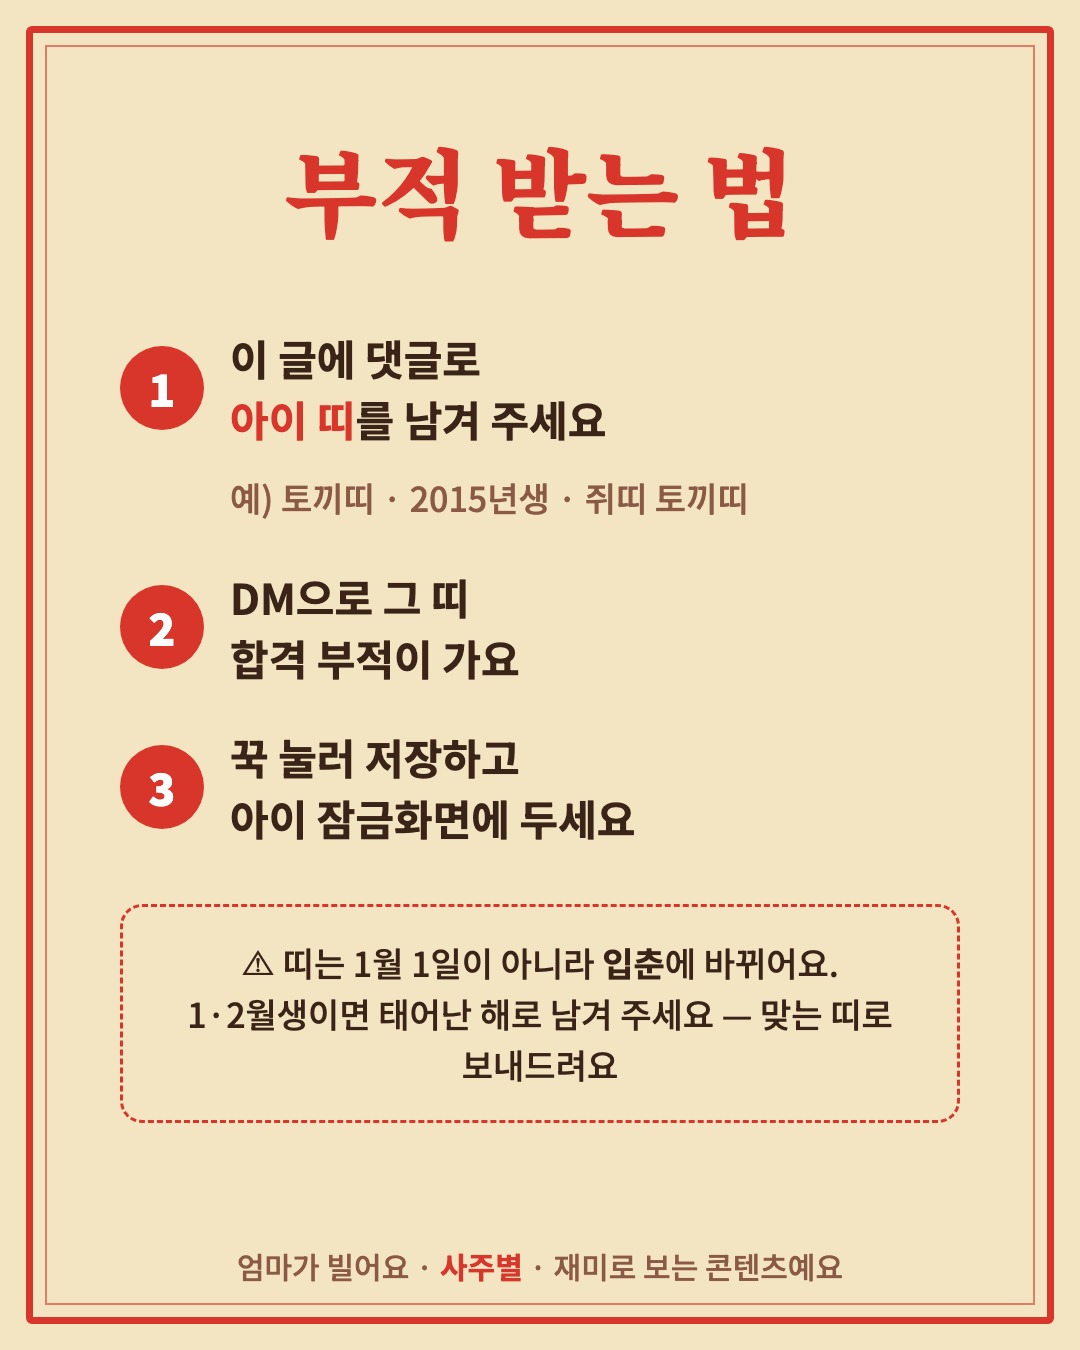 부적 받는 법
1
이 글에 댓글로
아이 띠를 남겨 주세요
예) 토끼띠 · 2015년생 · 쥐띠 토끼띠
2
DM으로 그 띠
합격 부적이 가요
3
꾹 눌러 저장하고
아이 잠금화면에 두세요
⚠ 띠는 1월 1일이 아니라 입춘에 바뀌어요.
1·2월생이면 태어난 해로 남겨 주세요 — 맞는 띠로
보내드려요
엄마가 빌어요 · 사주별 · 재미로 보는 콘텐츠예요